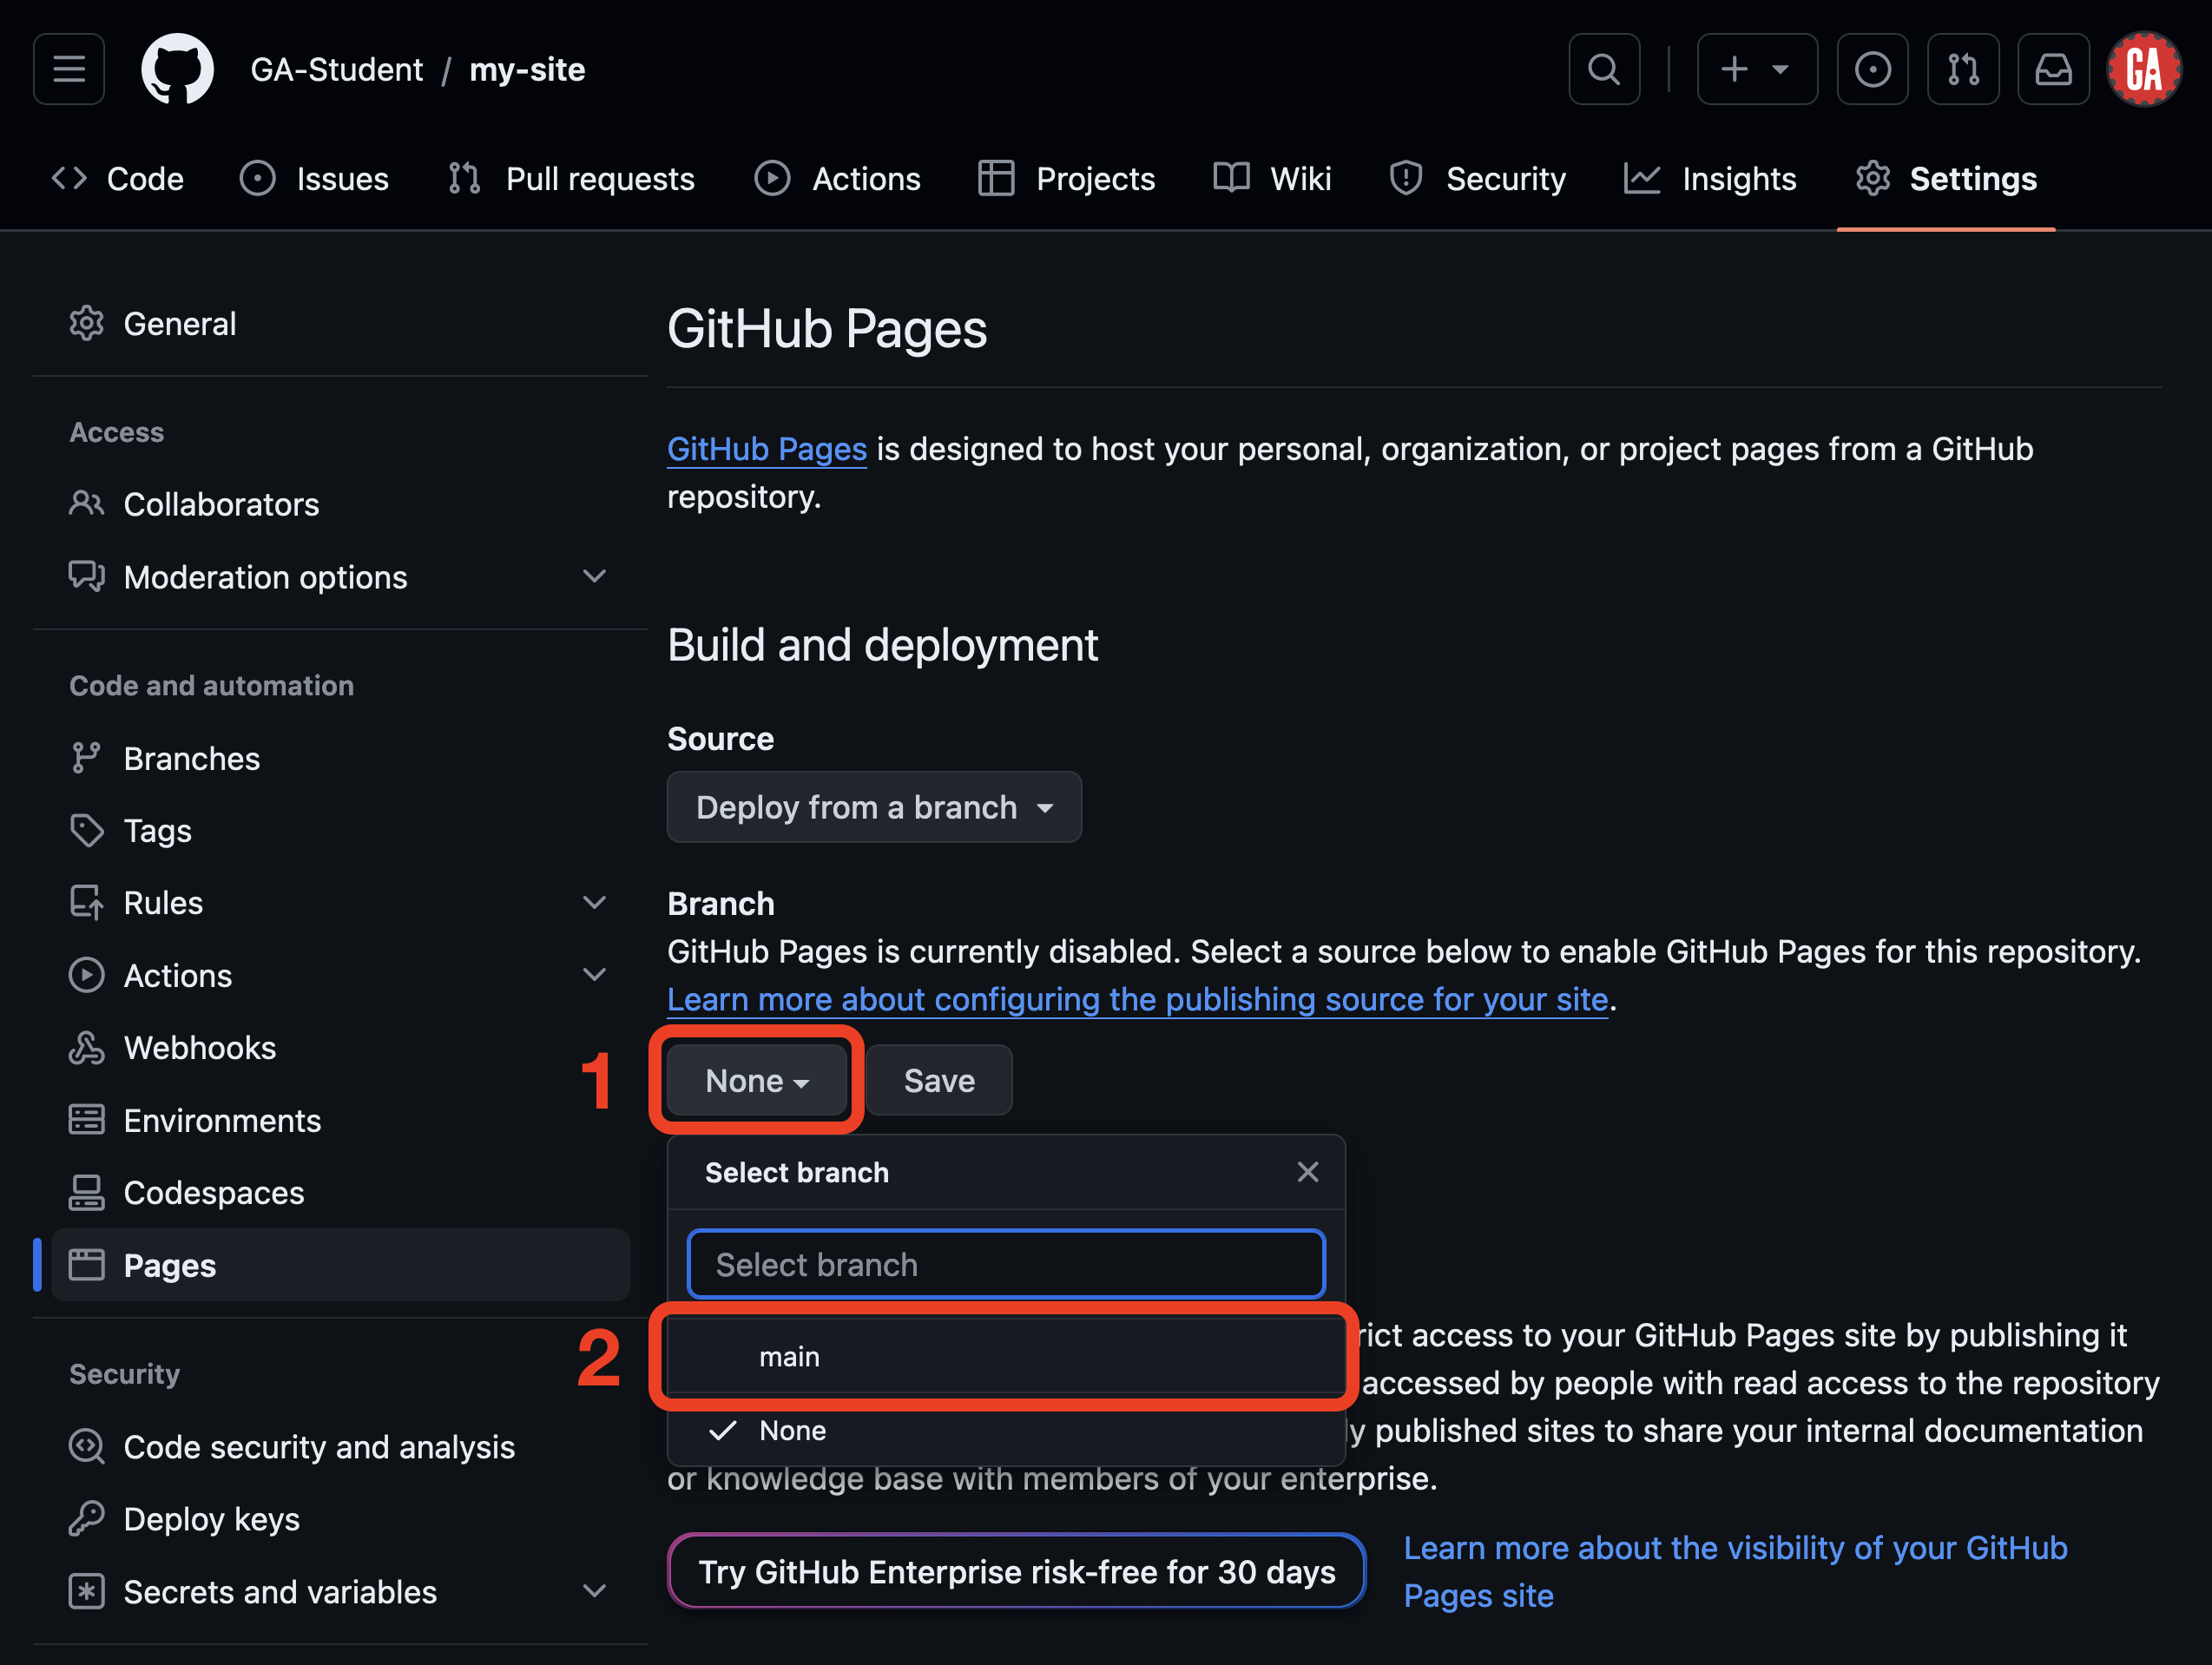 GA-Student / my-site
GA
Code Issues Pull requests Actions Projects Wiki Security Insights Settings
General
Access
Collaborators
Moderation options
Code and automation
Branches
Tags
Rules
Actions
Webhooks
Environments
Codespaces
Pages
Security
Code security and analysis
Deploy keys
Secrets and variables
GitHub Pages
GitHub Pages is designed to host your personal, organization, or project pages from a GitHub
repository.
Build and deployment
Source
Deploy from a branch
Branch
GitHub Pages is currently disabled. Select a source below to enable GitHub Pages for this repository.
Learn more about configuring the publishing source for your site.
1 None Save
Select branch
Select branch
2 main
None
rict access to your GitHub Pages site by publishing it
accessed by people with read access to the repository
ly published sites to share your internal documentation
or knowledge base with members of your enterprise.
Try GitHub Enterprise risk-free for 30 days
Learn more about the visibility of your GitHub
Pages site